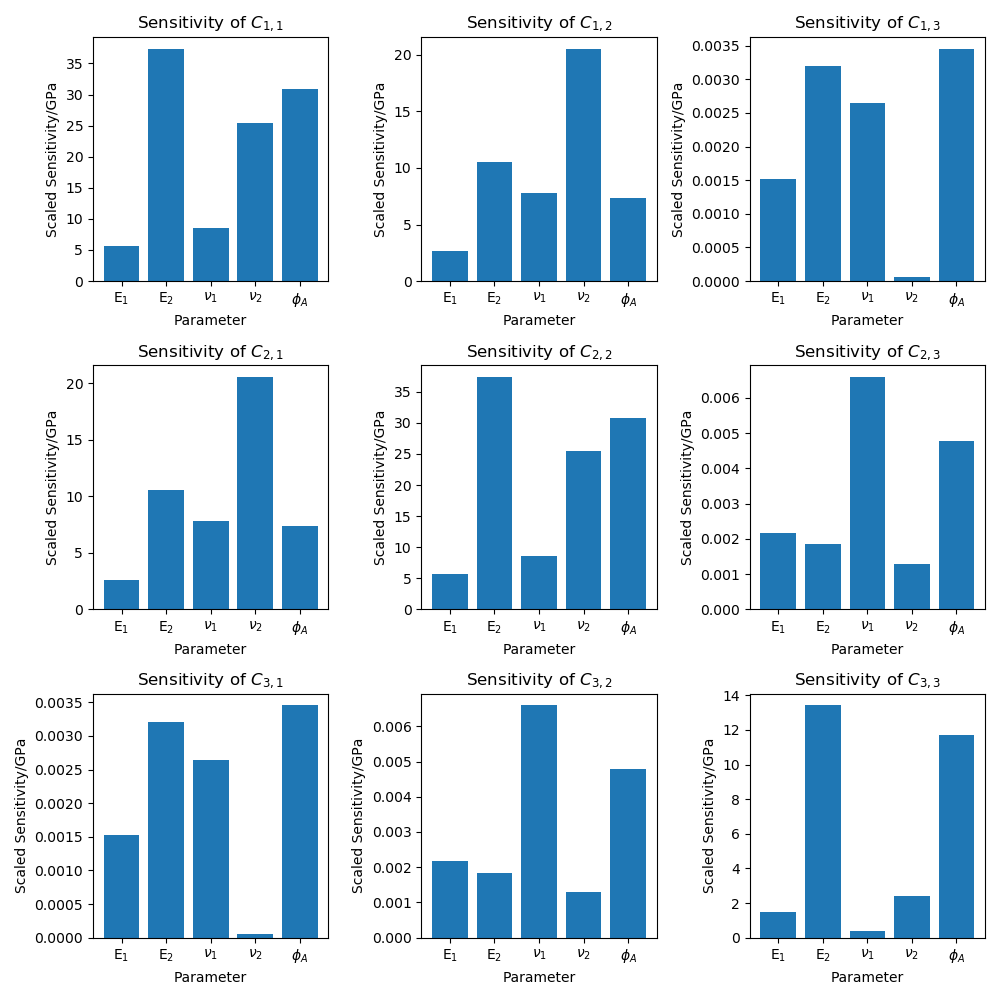 Sensitivity of C1,1
Scaled Sensitivity/GPa
35
30
25
20
15
10
5
0
E1 E2 ν1 ν2 ϕA
Parameter
Sensitivity of C1,2
Scaled Sensitivity/GPa
20
15
10
5
0
E1 E2 ν1 ν2 ϕA
Parameter
Sensitivity of C1,3
Scaled Sensitivity/GPa
0.0035
0.0030
0.0025
0.0020
0.0015
0.0010
0.0005
0.0000
E1 E2 ν1 ν2 ϕA
Parameter
Sensitivity of C2,1
Scaled Sensitivity/GPa
20
15
10
5
0
E1 E2 ν1 ν2 ϕA
Parameter
Sensitivity of C2,2
Scaled Sensitivity/GPa
35
30
25
20
15
10
5
0
E1 E2 ν1 ν2 ϕA
Parameter
Sensitivity of C2,3
Scaled Sensitivity/GPa
0.006
0.005
0.004
0.003
0.002
0.001
0.000
E1 E2 ν1 ν2 ϕA
Parameter
Sensitivity of C3,1
Scaled Sensitivity/GPa
0.0035
0.0030
0.0025
0.0020
0.0015
0.0010
0.0005
0.0000
E1 E2 ν1 ν2 ϕA
Parameter
Sensitivity of C3,2
Scaled Sensitivity/GPa
0.006
0.005
0.004
0.003
0.002
0.001
0.000
E1 E2 ν1 ν2 ϕA
Parameter
Sensitivity of C3,3
Scaled Sensitivity/GPa
14
12
10
8
6
4
2
0
E1 E2 ν1 ν2 ϕA
Parameter